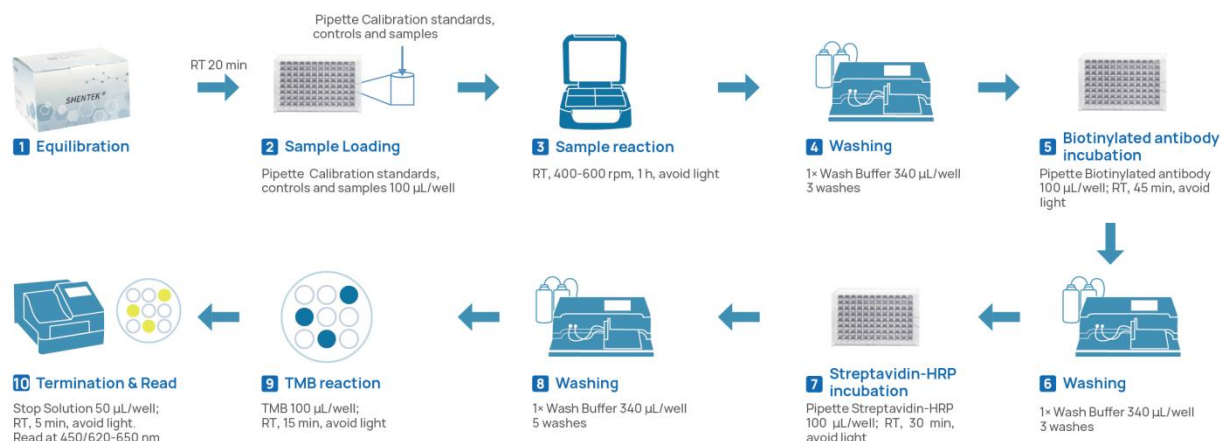 Pipette Calibration standards,
controls and samples
RT 20 min
SHENTEK®
1 Equilibration
2 Sample Loading
Pipette Calibration standards,
controls and samples 100 µL/well
3 Sample reaction
RT, 400-600 rpm, 1 h, avoid light
4 Washing
1× Wash Buffer 340 µL/well
3 washes
5 Biotinylated antibody
incubation
Pipette Biotinylated antibody
100 µL/well; RT, 45 min, avoid
light
10 Termination & Read
Stop Solution 50 µL/well;
RT, 5 min, avoid light.
Read at 450/620-650 nm
9 TMB reaction
TMB 100 µL/well;
RT, 15 min, avoid light
8 Washing
1× Wash Buffer 340 µL/well
5 washes
7 Streptavidin-HRP
incubation
Pipette Streptavidin-HRP
100 µL/well; RT, 30 min,
avoid light
6 Washing
1× Wash Buffer 340 µL/well
3 washes